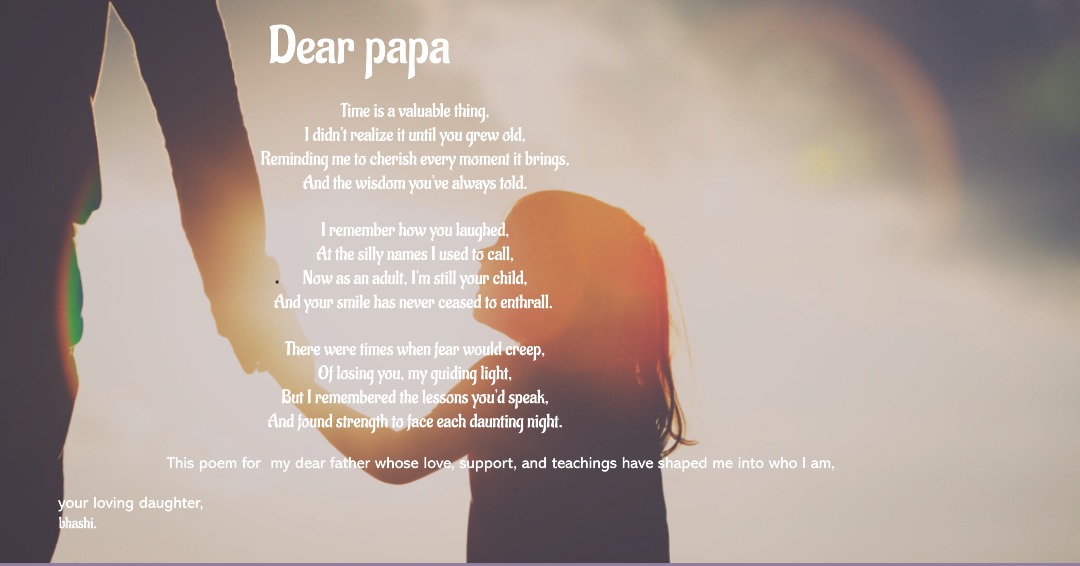 Dear papa
Time is a valuable thing,
I didn't realize it until you grew old,
Reminding me to cherish every moment it brings,
And the wisdom you've always told.
I remember how you laughed,
At the silly names I used to call,
Now as an adult, I'm still your child,
And your smile has never ceased to enthrall.
There were times when fear would creep,
Of losing you, my guiding light,
But I remembered the lessons you'd speak,
And found strength to face each daunting night.
This poem for  my dear father whose love, support, and teachings have shaped me into who I am,
your loving daughter,
bhashi.